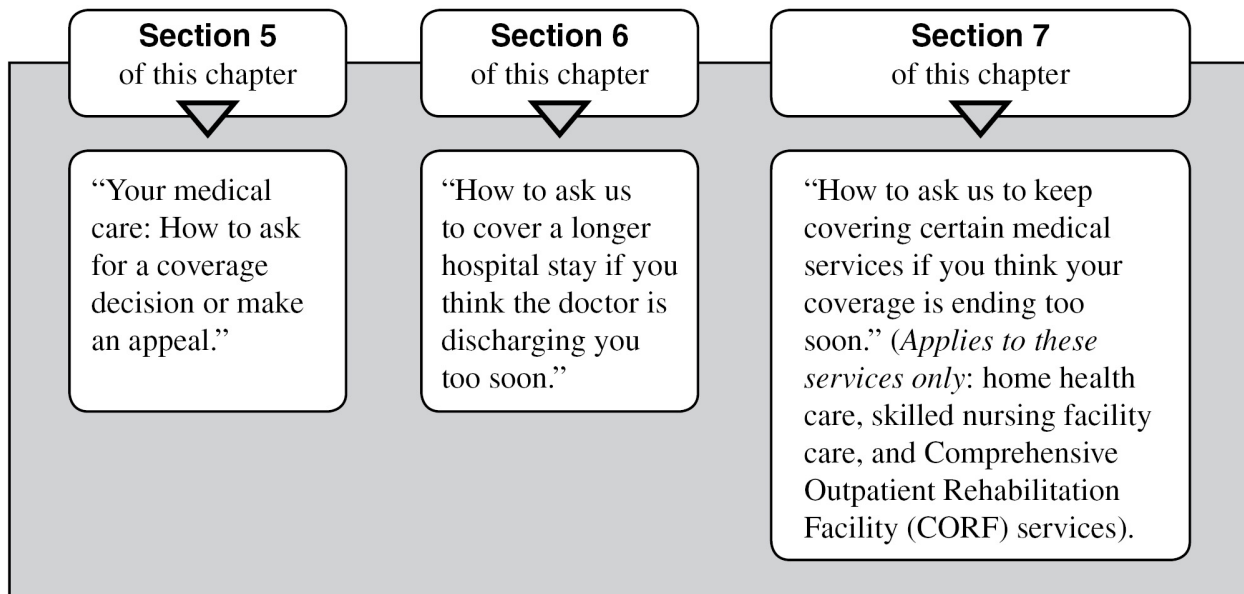 Section 5
of this chapter
“Your medical
care: How to ask
for a coverage
decision or make
an appeal.”
Section 6
of this chapter
“How to ask us
to cover a longer
hospital stay if you
think the doctor is
discharging you
too soon.”
Section 7
of this chapter
“How to ask us to keep
covering certain medical
services if you think your
coverage is ending too
soon.” (Applies to these
services only: home health
care, skilled nursing facility
care, and Comprehensive
Outpatient Rehabilitation
Facility (CORF) services).